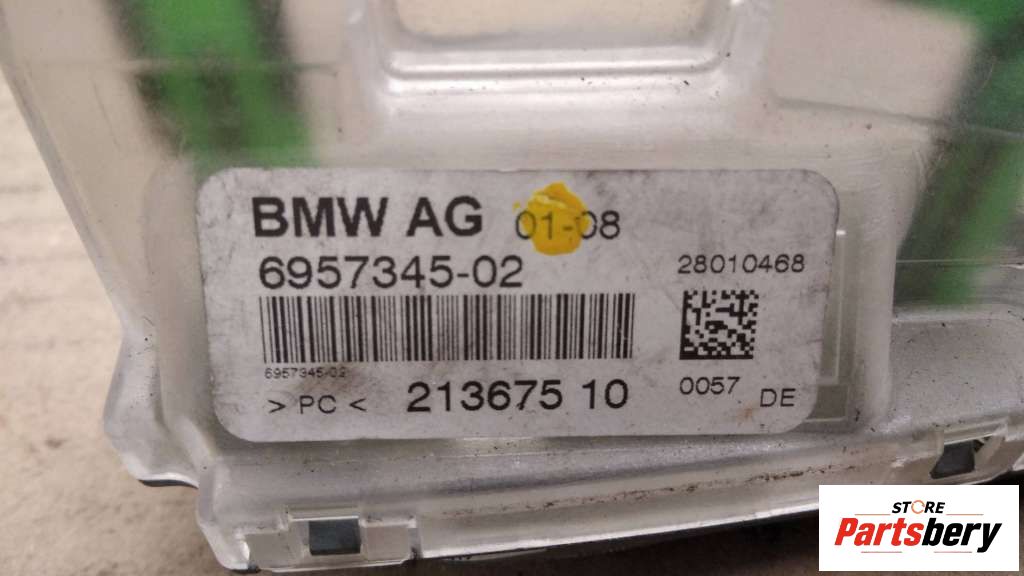 BMW AG 01-08
6957345-02
28010468
6957345-02
> PC < 213675 10
0057 DE
STORE
Partsbery